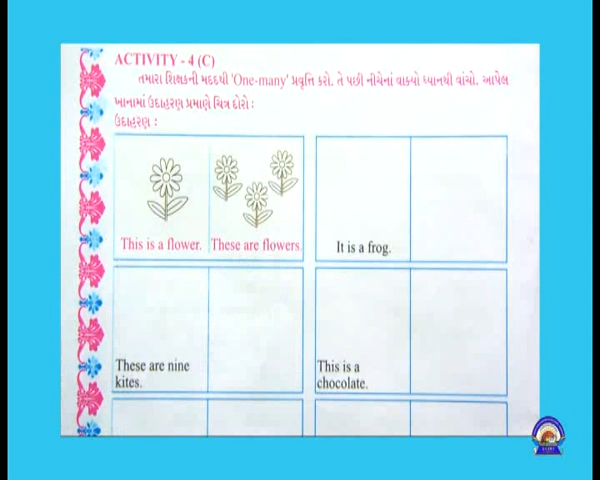 ACTIVITY - 4 (C)
તમારા શિક્ષકની મદદથી 'One-many' પ્રવૃત્તિ કરો. તે પછી નીચેનાં વાક્યો ધ્યાનથી વાંચો. આપેલ
ખાનામાં ઉદાહરણ પ્રમાણે ચિત્ર દોરો :
ઉદાહરણ :
This is a flower. These are flowers.
It is a frog.
These are nine
kites.
This is a
chocolate.